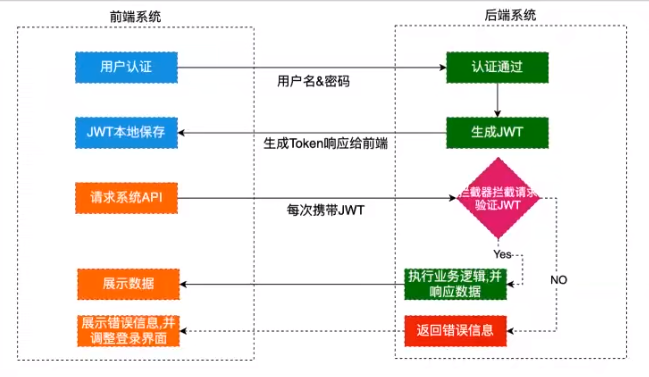 前端系统
后端系统
用户认证
用户名&密码
认证通过
JWT本地保存
生成Token响应给前端
生成JWT
请求系统API
每次携带JWT
拦截器拦截请求
验证JWT
Yes
NO
展示数据
执行业务逻辑,并
响应数据
展示错误信息,并
调整登录界面
返回错误信息